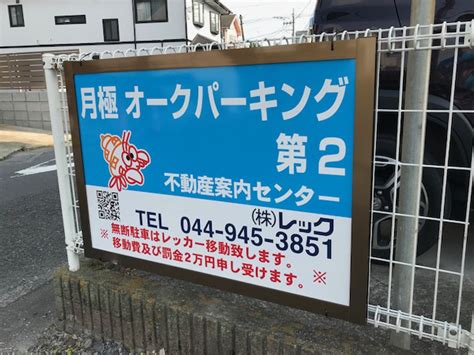 月極 オークパーキング
第2
不動産案内センター
(株)レック
TEL 044-945-3851
無断駐車はレッカー移動致します。
※ 移動費及び罰金2万円申し受けます。 ※